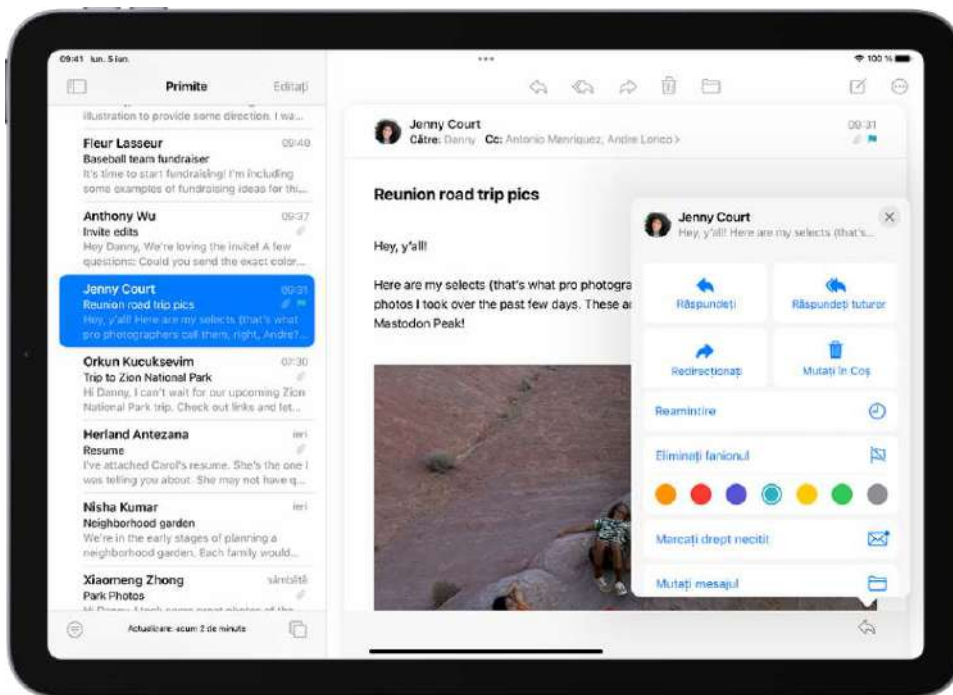 09:41 lun. 5 iun.
100 %
Primite
Editați
illustration to provide some direction. I wa...
Fleur Lasseur
09:40
Baseball team fundraiser
It's time to start fundraising! I'm including
some examples of fundraising ideas for thi...
Anthony Wu
09:37
Invite edits
Hey Danny, We're loving the invite! A few
questions: Could you send the exact color...
Jenny Court
09:31
Reunion road trip pics
Hey, y'all! Here are my selects (that's what
pro photographers call them, right, Andre?...
Orkun Kucuksevim
07:30
Trip to Zion National Park
Hi Danny, I can't wait for our upcoming Zion
National Park trip. Check out links and let...
Herland Antezana
ieri
Resume
I've attached Carol's resume. She's the one I
was telling you about. She may not have q...
Nisha Kumar
ieri
Neighborhood garden
We're in the early stages of planning a
neighborhood garden. Each family would...
Xiaomeng Zhong
sâmbătă
Park Photos
Hi Danny, I took some great photos of the
Actualizare: acum 2 de minute
Jenny Court
09:31
Către: Danny Cc: Antonio Manriquez, Andre Lorico >
Reunion road trip pics
Hey, y'all!
Here are my selects (that's what pro photogra
photos I took over the past few days. These a
Mastodon Peak!
Jenny Court
Hey, y'all! Here are my selects (that's...
Răspundeți
Răspundeți tuturor
Redirecționați
Mutați în Coș
Reamintire
Eliminați fanionul
Marcați drept necitit
Mutați mesajul